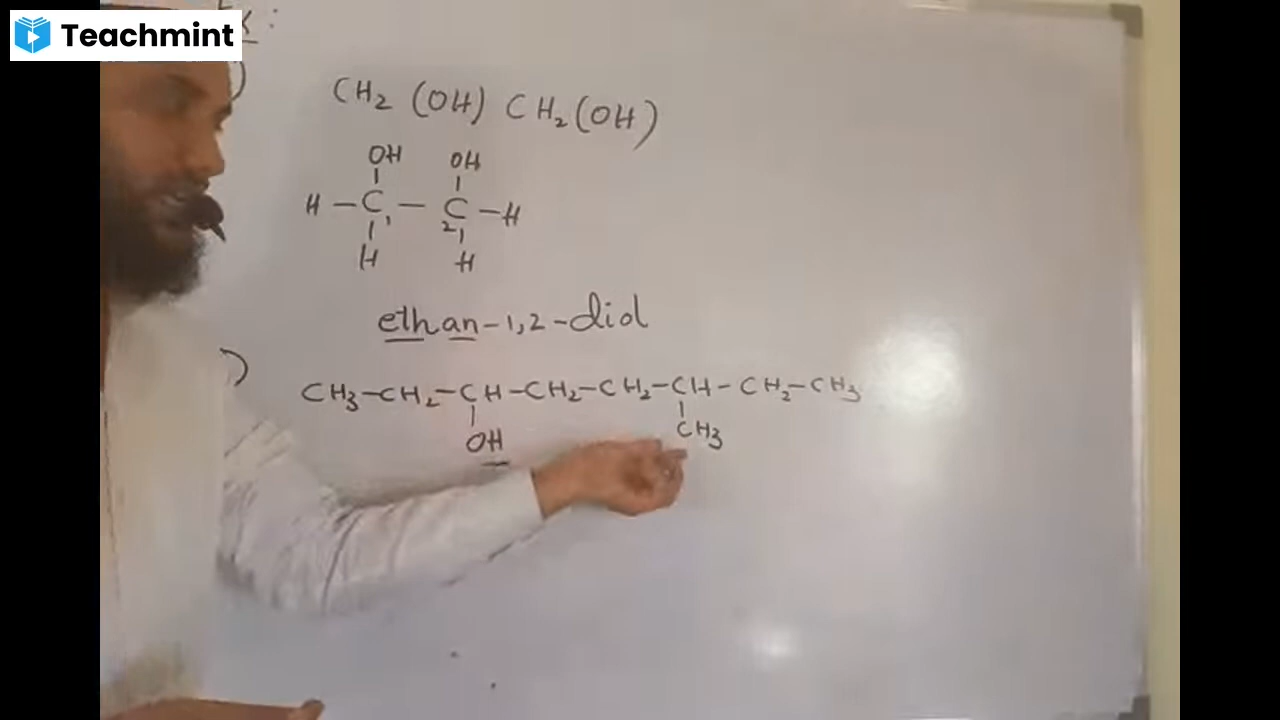 Teachmint
CH₂ (OH) CH₂(OH)
OH OH
H – C – C – H
1 2
H H
ethan-1,2-diol
)
CH₃-CH₂-CH-CH₂-CH₂-CH-CH₂-CH₃
OH CH₃